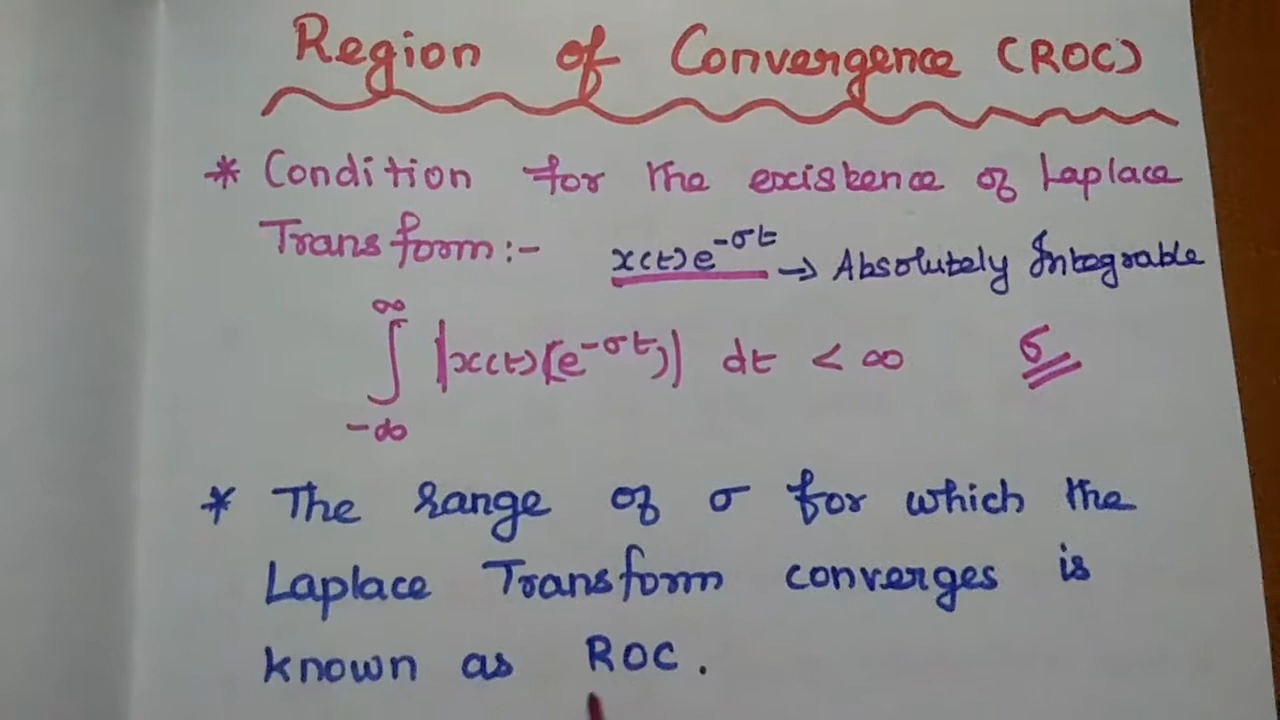 Region of Convergence (ROC)
* Condition for the existence of Laplace
Transform:- x(t)e^-σt → Absolutely Integrable
∞
∫ |x(t)(e^-σt)| dt < ∞ σ
-∞
* The range of σ for which the
Laplace Transform converges is
known as ROC.